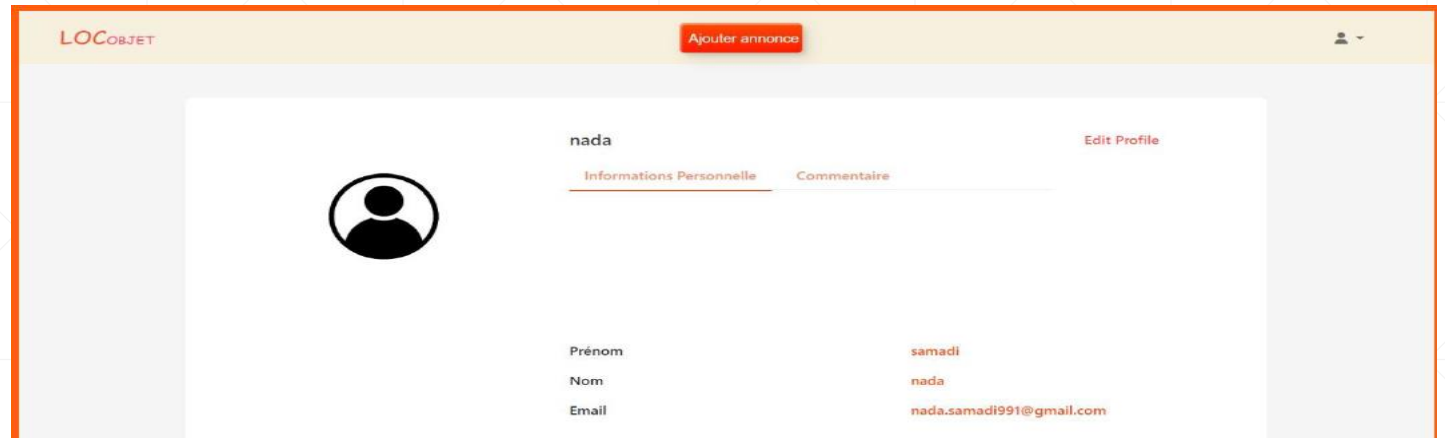 LOCOBJET
Ajouter annonce
nada
Edit Profile
Informations Personnelle
Commentaire
Prénom samadi
Nom nada
Email nada.samadi991@gmail.com